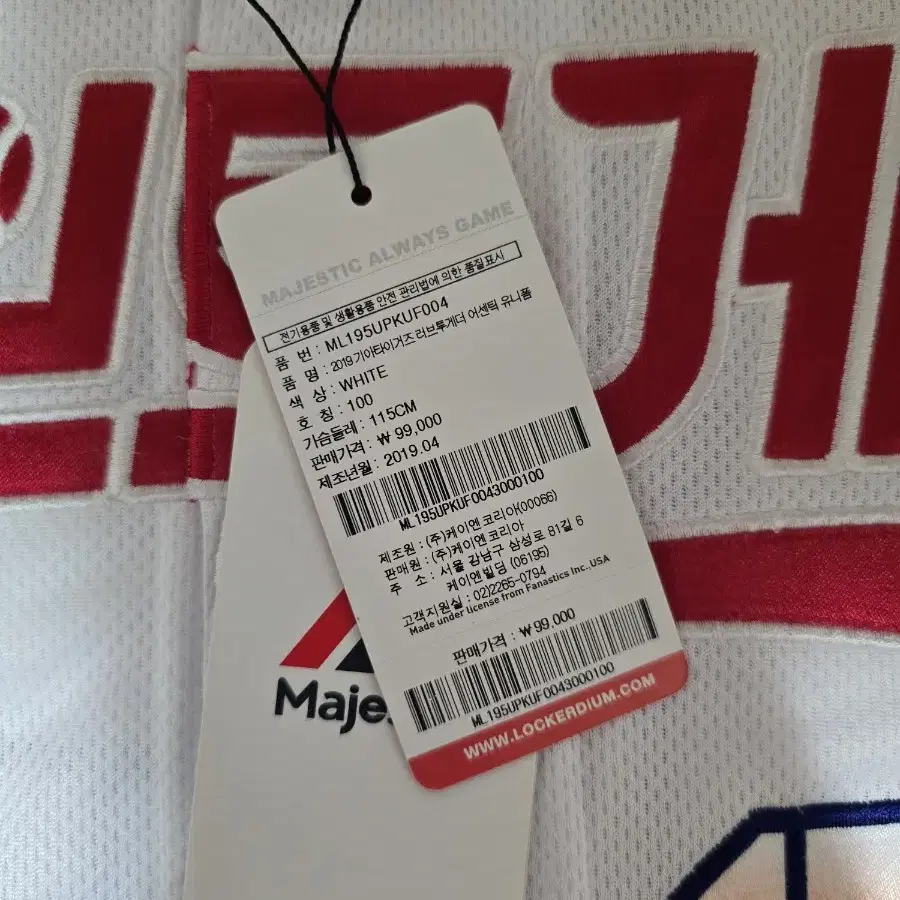 투게
MAJESTIC ALWAYS GAME
전기용품 및 생활용품 안전 관리법에 의한 품질표시
품 번 : ML195UPKUF004
품 명 : 2019 기아타이거즈 러브투게더 어센틱 유니폼
색 상 : WHITE
호 칭 : 100
가슴둘레 : 115CM
판매가격 : ₩ 99,000
제조년월 : 2019.04
ML195UPKUF0043000100
제조원 : (주)케이엔코리아(00066)
판매원 : (주)케이엔코리아
주 소 : 서울 강남구 삼성로 81길 6
케이엔빌딩 (06195)
고객지원실 : 02)2265-0794
Made under license from Fanatics Inc., USA
판매가격 : ₩ 99,000
ML195UPKUF0043000100
WWW.LOCKERDIUM.COM